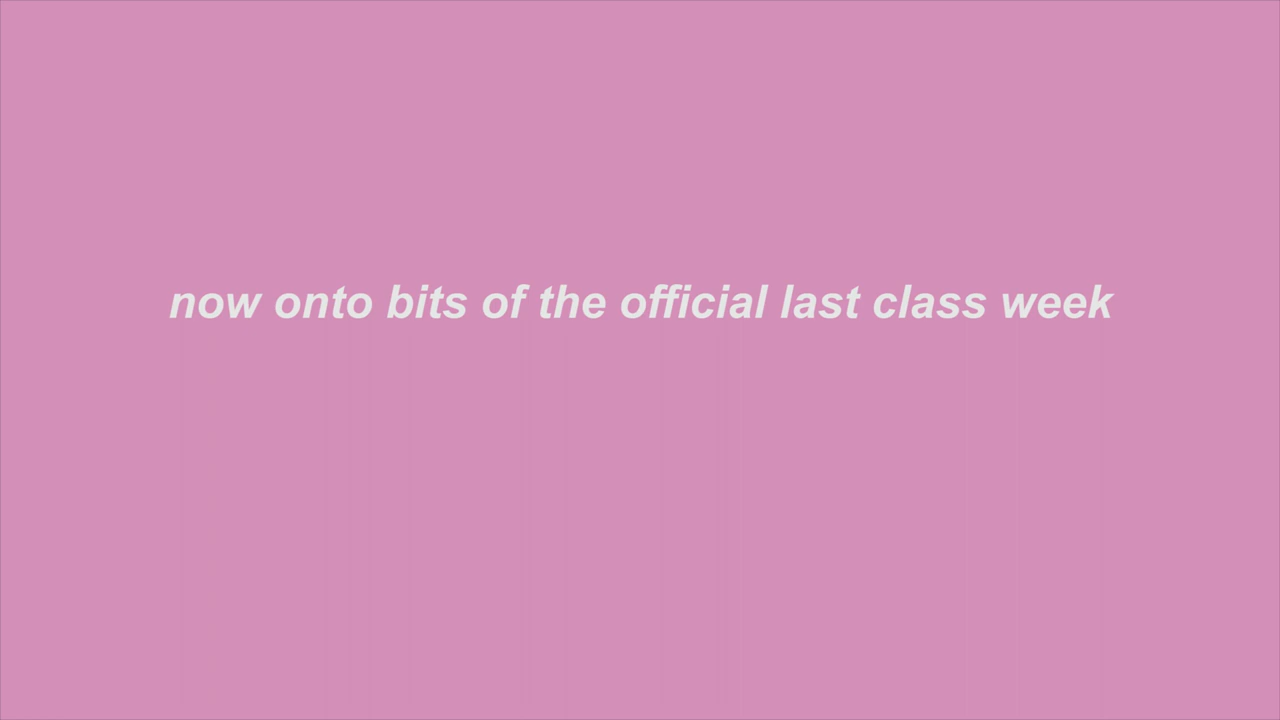 now onto bits of the official last class week